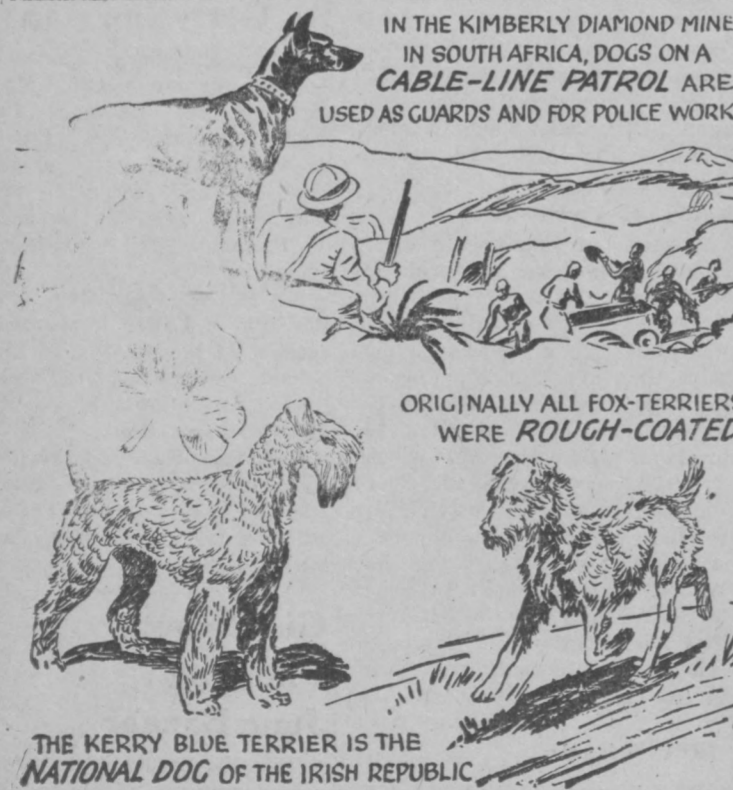 IN THE KIMBERLY DIAMOND MINE
IN SOUTH AFRICA, DOGS ON A
CABLE-LINE PATROL ARE
USED AS GUARDS AND FOR POLICE WORK
ORIGINALLY ALL FOX-TERRIERS
WERE ROUGH-COATED
THE KERRY BLUE TERRIER IS THE
NATIONAL DOG OF THE IRISH REPUBLIC